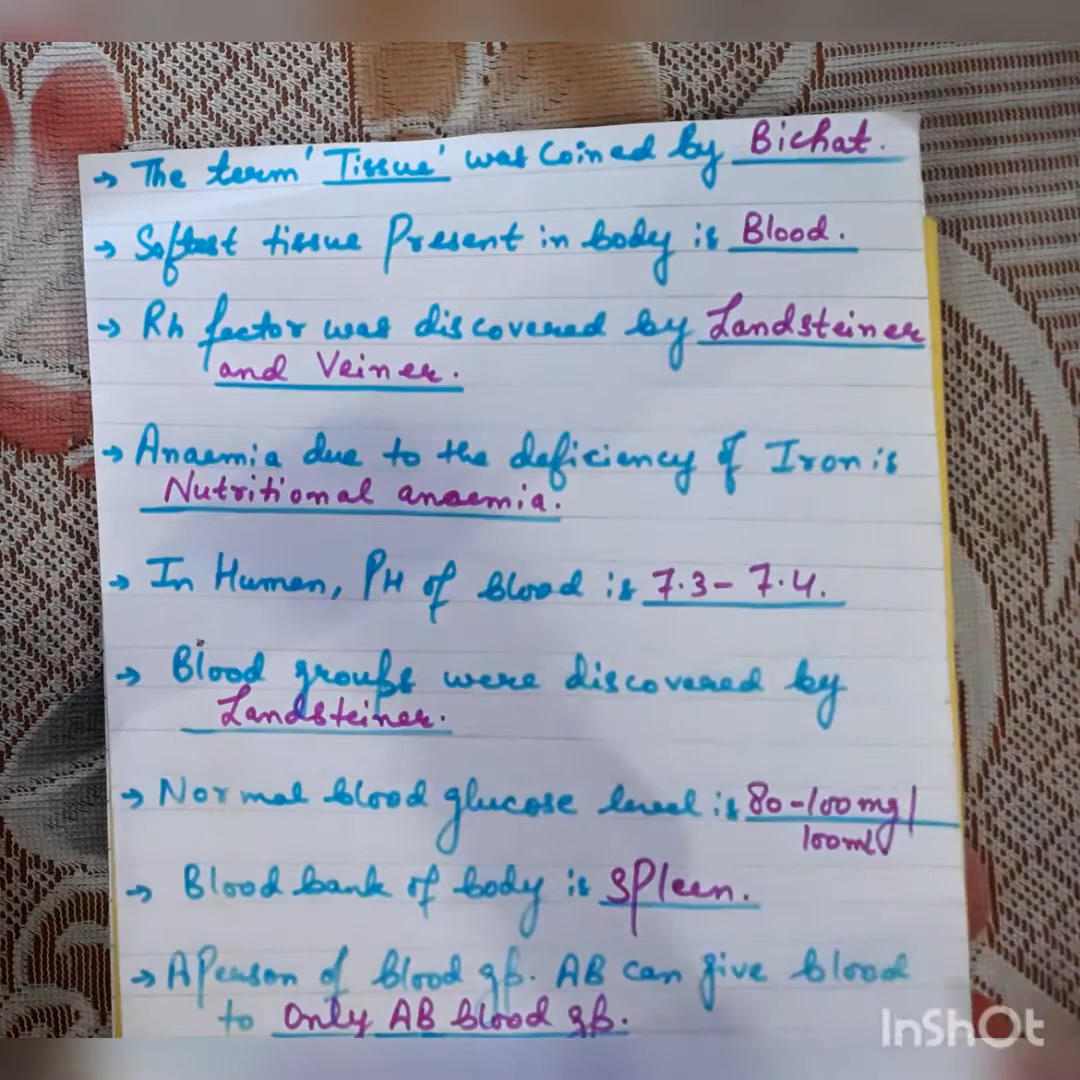 → The term 'Tissue' was coined by Bichat.
→ Softest tissue Present in body is Blood.
→ Rh factor was discovered by Landsteiner
and Veiner.
→ Anaemia due to the deficiency of Iron is
Nutritional anaemia.
→ In Human, PH of blood is 7.3- 7.4.
→ Blood groups were discovered by
Landsteiner.
→ Normal blood glucose level is 80-100mg/
100ml
→ Blood bank of body is spleen.
→ A Person of blood gp. AB can give blood
to only AB blood gp.
InShOt